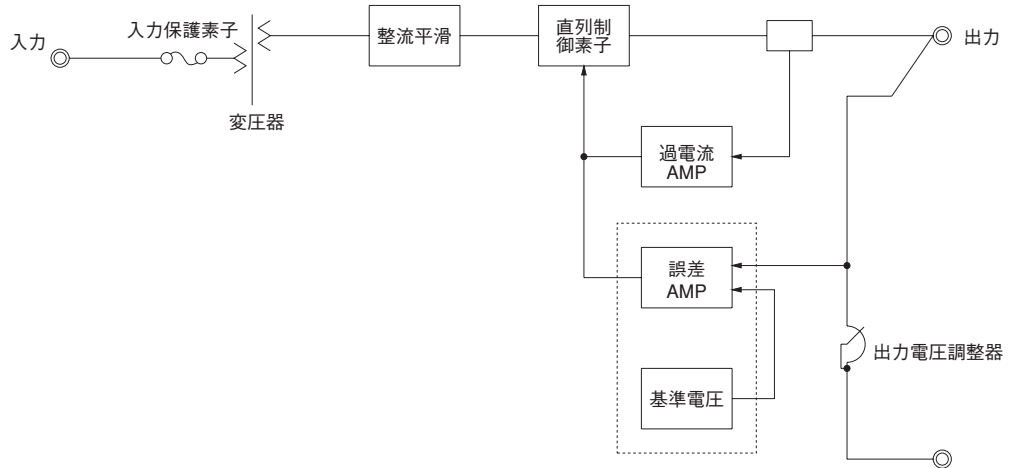 入力
入力保護素子
変圧器
整流平滑
直列制
御素子
出力
過電流
AMP
誤差
AMP
基準電圧
出力電圧調整器